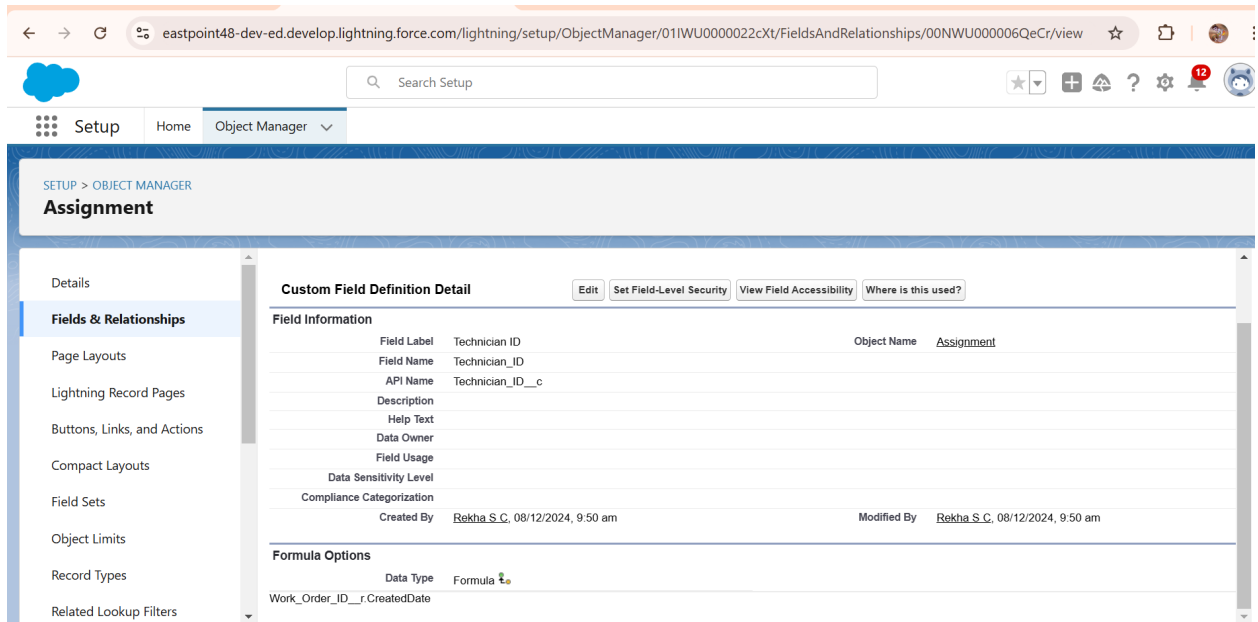 eastpoint48-dev-ed.develop.lightning.force.com/lightning/setup/ObjectManager/01IWU0000022cXt/FieldsAndRelationships/00NWU000006QeCr/view
Search Setup
12
Setup Home Object Manager
SETUP > OBJECT MANAGER
Assignment
Details
Fields & Relationships
Page Layouts
Lightning Record Pages
Buttons, Links, and Actions
Compact Layouts
Field Sets
Object Limits
Record Types
Related Lookup Filters
Custom Field Definition Detail Edit Set Field-Level Security View Field Accessibility Where is this used?
Field Information
Field Label Technician ID Object Name Assignment
Field Name Technician_ID
API Name Technician_ID__c
Description
Help Text
Data Owner
Field Usage
Data Sensitivity Level
Compliance Categorization
Created By Rekha S C, 08/12/2024, 9:50 am Modified By Rekha S C, 08/12/2024, 9:50 am
Formula Options
Data Type Formula
Work_Order_ID__r.CreatedDate